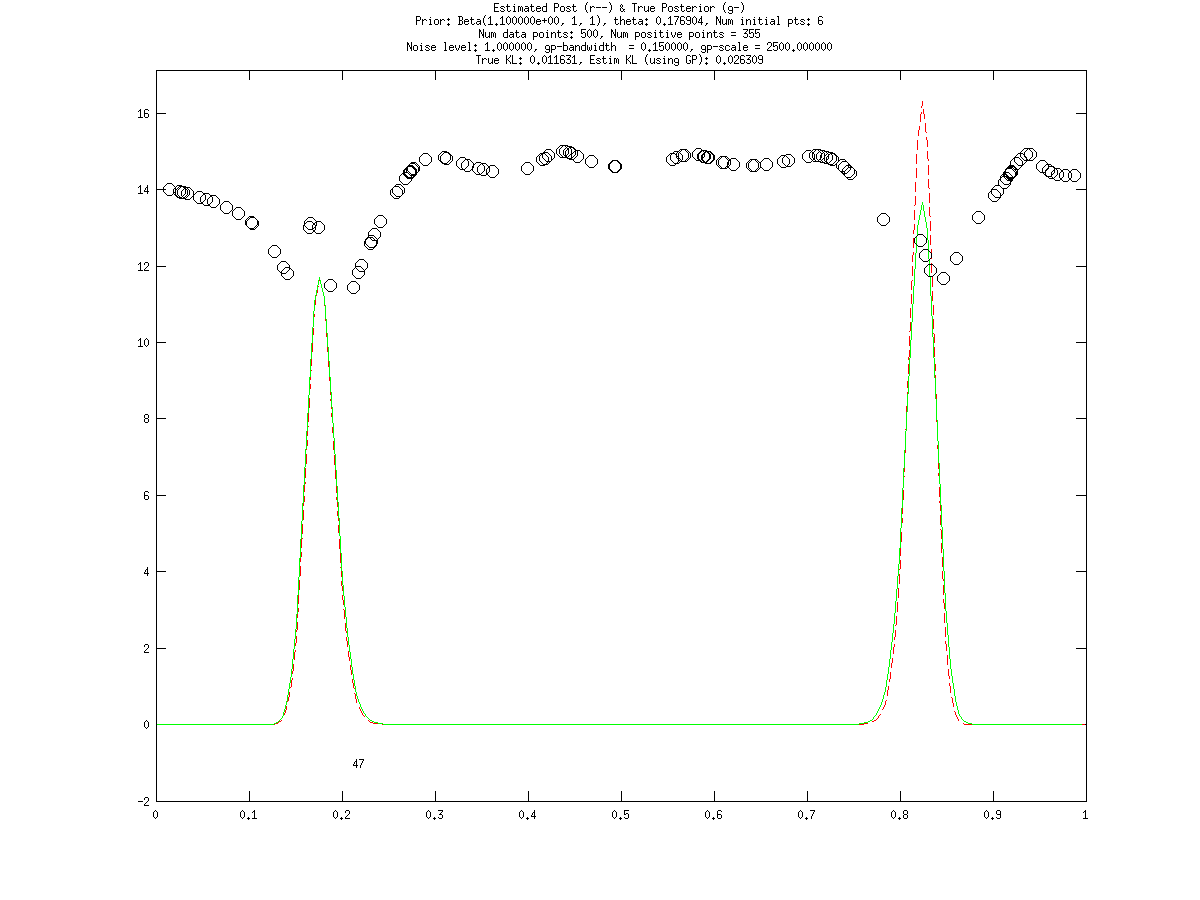 Estimated Post (r--) & True Posterior (g-)
Prior: Beta(1.100000e+00, 1, 1), theta: 0.176904, Num initial pts: 6
Num data points: 500, Num positive points = 355
Noise level: 1.000000, gp-bandwidth  = 0.150000, gp-scale = 2500.000000
True KL: 0.011631, Estim KL (using GP): 0.026309
16
14
12
10
8
6
4
2
0
47
-2
0 0.1 0.2 0.3 0.4 0.5 0.6 0.7 0.8 0.9 1